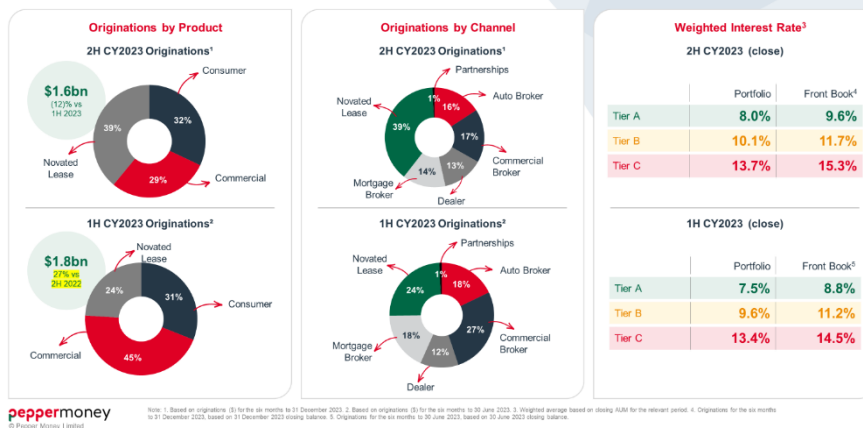 Originations by Product
2H CY2023 Originations¹
$1.6bn
(12)% vs
1H 2023
Consumer
32%
39%
Novated
Lease
29%
Commercial
1H CY2023 Originations²
$1.8bn
27% vs
2H 2022
Novated
Lease
24%
31%
Consumer
Commercial
45%
Originations by Channel
2H CY2023 Originations¹
Partnerships
1%
Auto Broker
16%
Novated
Lease
39%
17%
Commercial
Broker
14%
13%
Mortgage
Broker
Dealer
1H CY2023 Originations²
Partnerships
Novated
Lease
1%
Auto Broker
18%
24%
27%
Commercial
Broker
Mortgage
Broker
18%
12%
Dealer
Weighted Interest Rate³
2H CY2023 (close)
Portfolio Front Book⁴
Tier A 8.0% 9.6%
Tier B 10.1% 11.7%
Tier C 13.7% 15.3%
1H CY2023 (close)
Portfolio Front Book⁵
Tier A 7.5% 8.8%
Tier B 9.6% 11.2%
Tier C 13.4% 14.5%
peppermoney
© Pepper Money Limited
Note: 1. Based on originations ($) for the six months to 31 December 2023. 2. Based on originations ($) for the six months to 30 June 2023. 3. Weighted average based on closing AUM for the relevant period. 4. Originations for the six months
to 31 December 2023, based on 31 December 2023 closing balance. 5. Originations for the six months to 30 June 2023, based on 30 June 2023 closing balance.